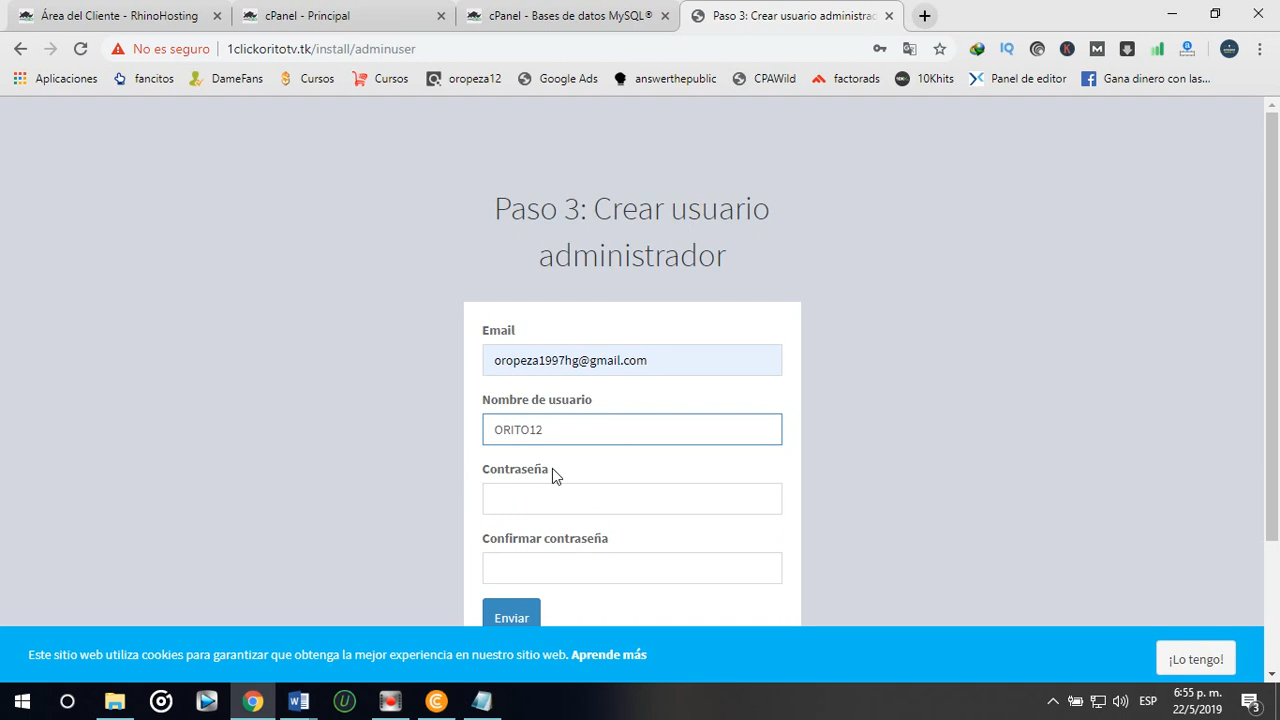 Área del Cliente - RhinoHosting
cPanel - Principal
cPanel - Bases de datos MySQL®
Paso 3: Crear usuario administrac
No es seguro
1clickoritotv.tk/install/adminuser
Aplicaciones
fancitos
DameFans
Cursos
Cursos
oropeza12
Google Ads
answerthepublic
CPAWild
factorads
10Khits
Panel de editor
Gana dinero con las...
Paso 3: Crear usuario
administrador
Email
oropeza1997hg@gmail.com
Nombre de usuario
ORITO12
Contraseña
Confirmar contraseña
Enviar
Este sitio web utiliza cookies para garantizar que obtenga la mejor experiencia en nuestro sitio web. Aprende más
¡Lo tengo!
ESP
6:55 p. m.
22/5/2019
3